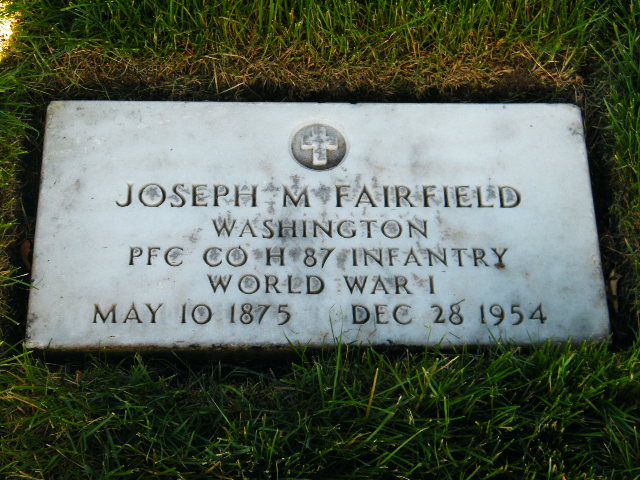 JOSEPH M FAIRFIELD
WASHINGTON
PFC CO H 87 INFANTRY
WORLD WAR I
MAY 10 1875 DEC 28 1954